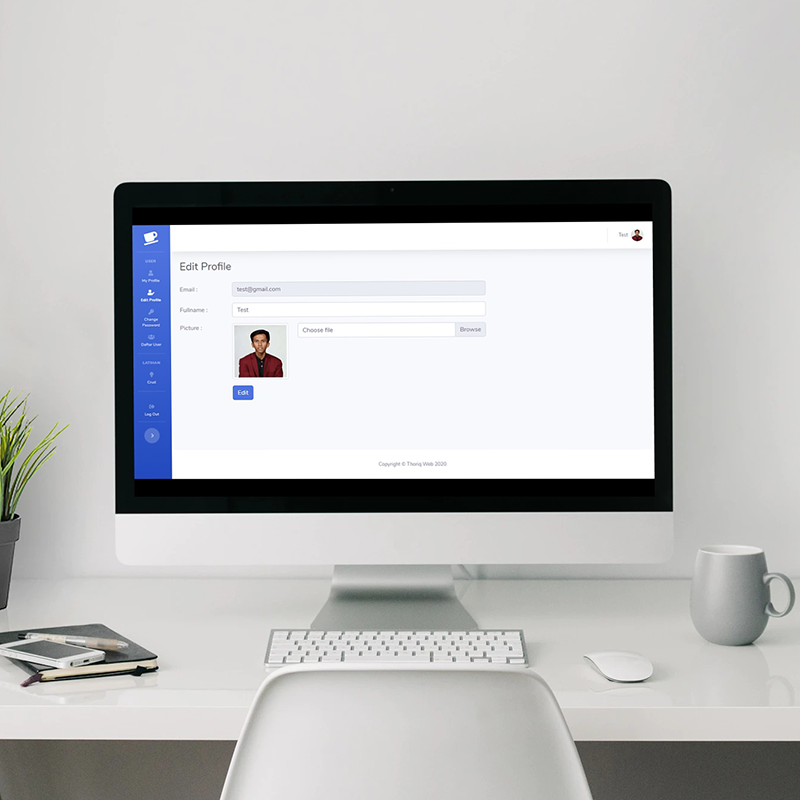 Test
USER
My Profile
Edit Profile
Change
Password
Daftar User
LATIHAN
Crud
Log Out
Edit Profile
Email :
test@gmail.com
Fullname :
Test
Picture :
Choose file
Browse
Edit
Copyright © Thoriq Web 2020